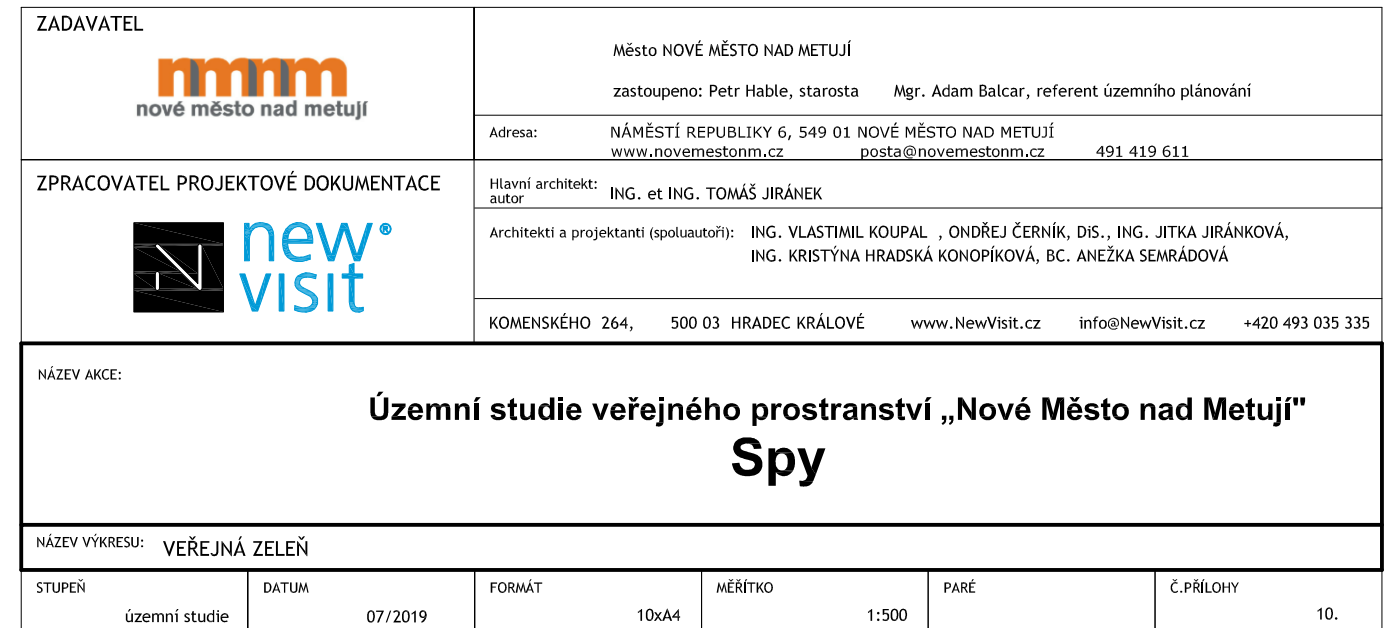 ZADAVATEL
nmnm
nové město nad metují
Město NOVÉ MĚSTO NAD METUJÍ
zastoupeno: Petr Hable, starosta Mgr. Adam Balcar, referent územního plánování
Adresa: NÁMĚSTÍ REPUBLIKY 6, 549 01 NOVÉ MĚSTO NAD METUJÍ
www.novemestonm.cz posta@novemestonm.cz 491 419 611
ZPRACOVATEL PROJEKTOVÉ DOKUMENTACE
new®
visit
Hlavní architekt:
autor ING. et ING. TOMÁŠ JIRÁNEK
Architekti a projektanti (spoluautoři): ING. VLASTIMIL KOUPAL , ONDŘEJ ČERNÍK, DiS., ING. JITKA JIRÁNKOVÁ,
ING. KRISTÝNA HRADSKÁ KONOPÍKOVÁ, BC. ANEŽKA SEMRÁDOVÁ
KOMENSKÉHO 264, 500 03 HRADEC KRÁLOVÉ www.NewVisit.cz info@NewVisit.cz +420 493 035 335
NÁZEV AKCE:
Územní studie veřejného prostranství „Nové Město nad Metují"
Spy
NÁZEV VÝKRESU: VEŘEJNÁ ZELEŇ
STUPEŇ DATUM FORMÁT MĚŘÍTKO PARÉ Č.PŘÍLOHY
územní studie 07/2019 10xA4 1:500 10.